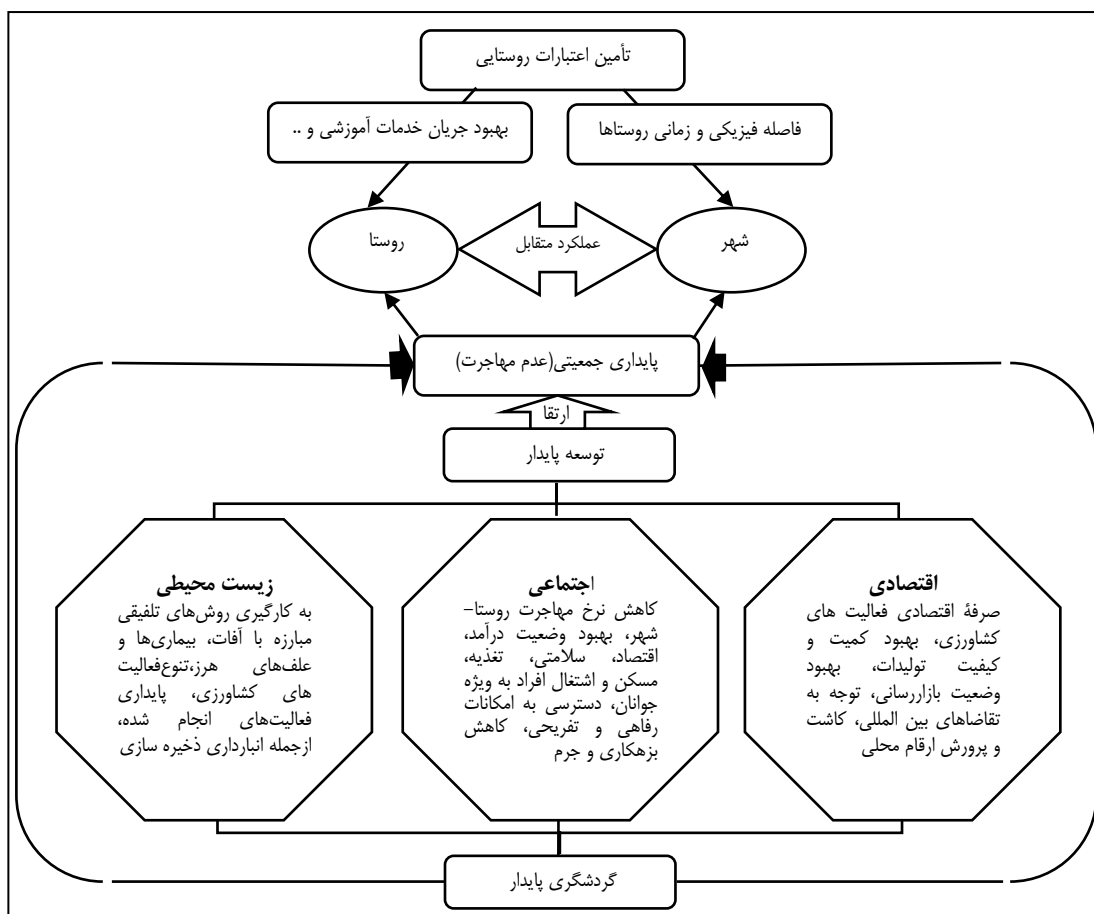 تأمین اعتبارات روستایی
فاصله فیزیکی و زمانی روستاها
بهبود جریان خدمات آموزشی و ..
شهر
عملکرد متقابل
روستا
پایداری جمعیتی(عدم مهاجرت)
ارتقا
توسعه پایدار
اقتصادی
صرفۀ اقتصادی فعالیت های
کشاورزی، بهبود کمیت و
کیفیت تولیدات، بهبود
وضعیت بازاررسانی، توجه به
تقاضاهای بین المللی، کاشت
و پرورش ارقام محلی
اجتماعی
کاهش نرخ مهاجرت روستا–
شهر، بهبود وضعیت درآمد،
اقتصاد، سلامتی، تغذیه،
مسکن و اشتغال افراد به ویژه
جوانان، دسترسی به امکانات
رفاهی و تفریحی، کاهش
بزهکاری و جرم
زیست محیطی
به کارگیری روش‌های تلفیقی
مبارزه با آفات، بیماری‌ها و
علف‌های هرز،تنوع‌فعالیت
های کشاورزی، پایداری
فعالیت‌های انجام شده،
ازجمله انبارداری ذخیره سازی
گردشگری پایدار